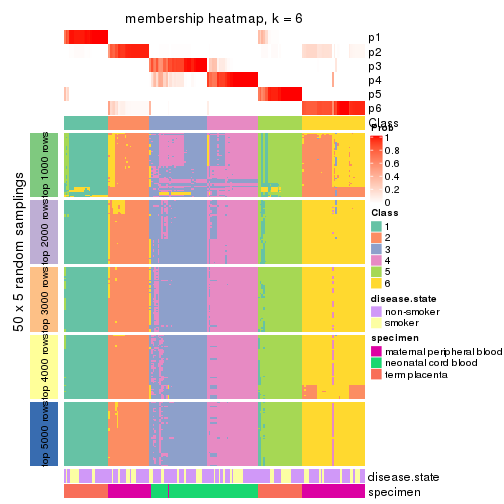 membership heatmap, k = 6
p1
p2
p3
p4
p5
p6
Class
50 x 5 random samplings
top 1000 rows
top 2000 rows
top 3000 rows
top 4000 rows
top 5000 rows
Prob
1
0.8
0.6
0.4
0.2
0
Class
1
2
3
4
5
6
disease.state
non-smoker
smoker
specimen
maternal peripheral blood
neonatal cord blood
term placenta
disease.state
specimen